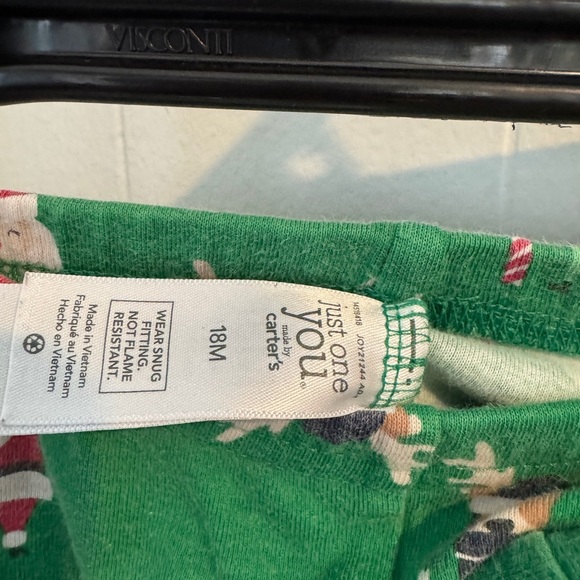 VISCONTI
just one
you®
made by
carter's
18M
WEAR SNUG
FITTING.
NOT FLAME
RESISTANT.
Made in Vietnam
Fabriqué au Vietnam
Hecho en Vietnam